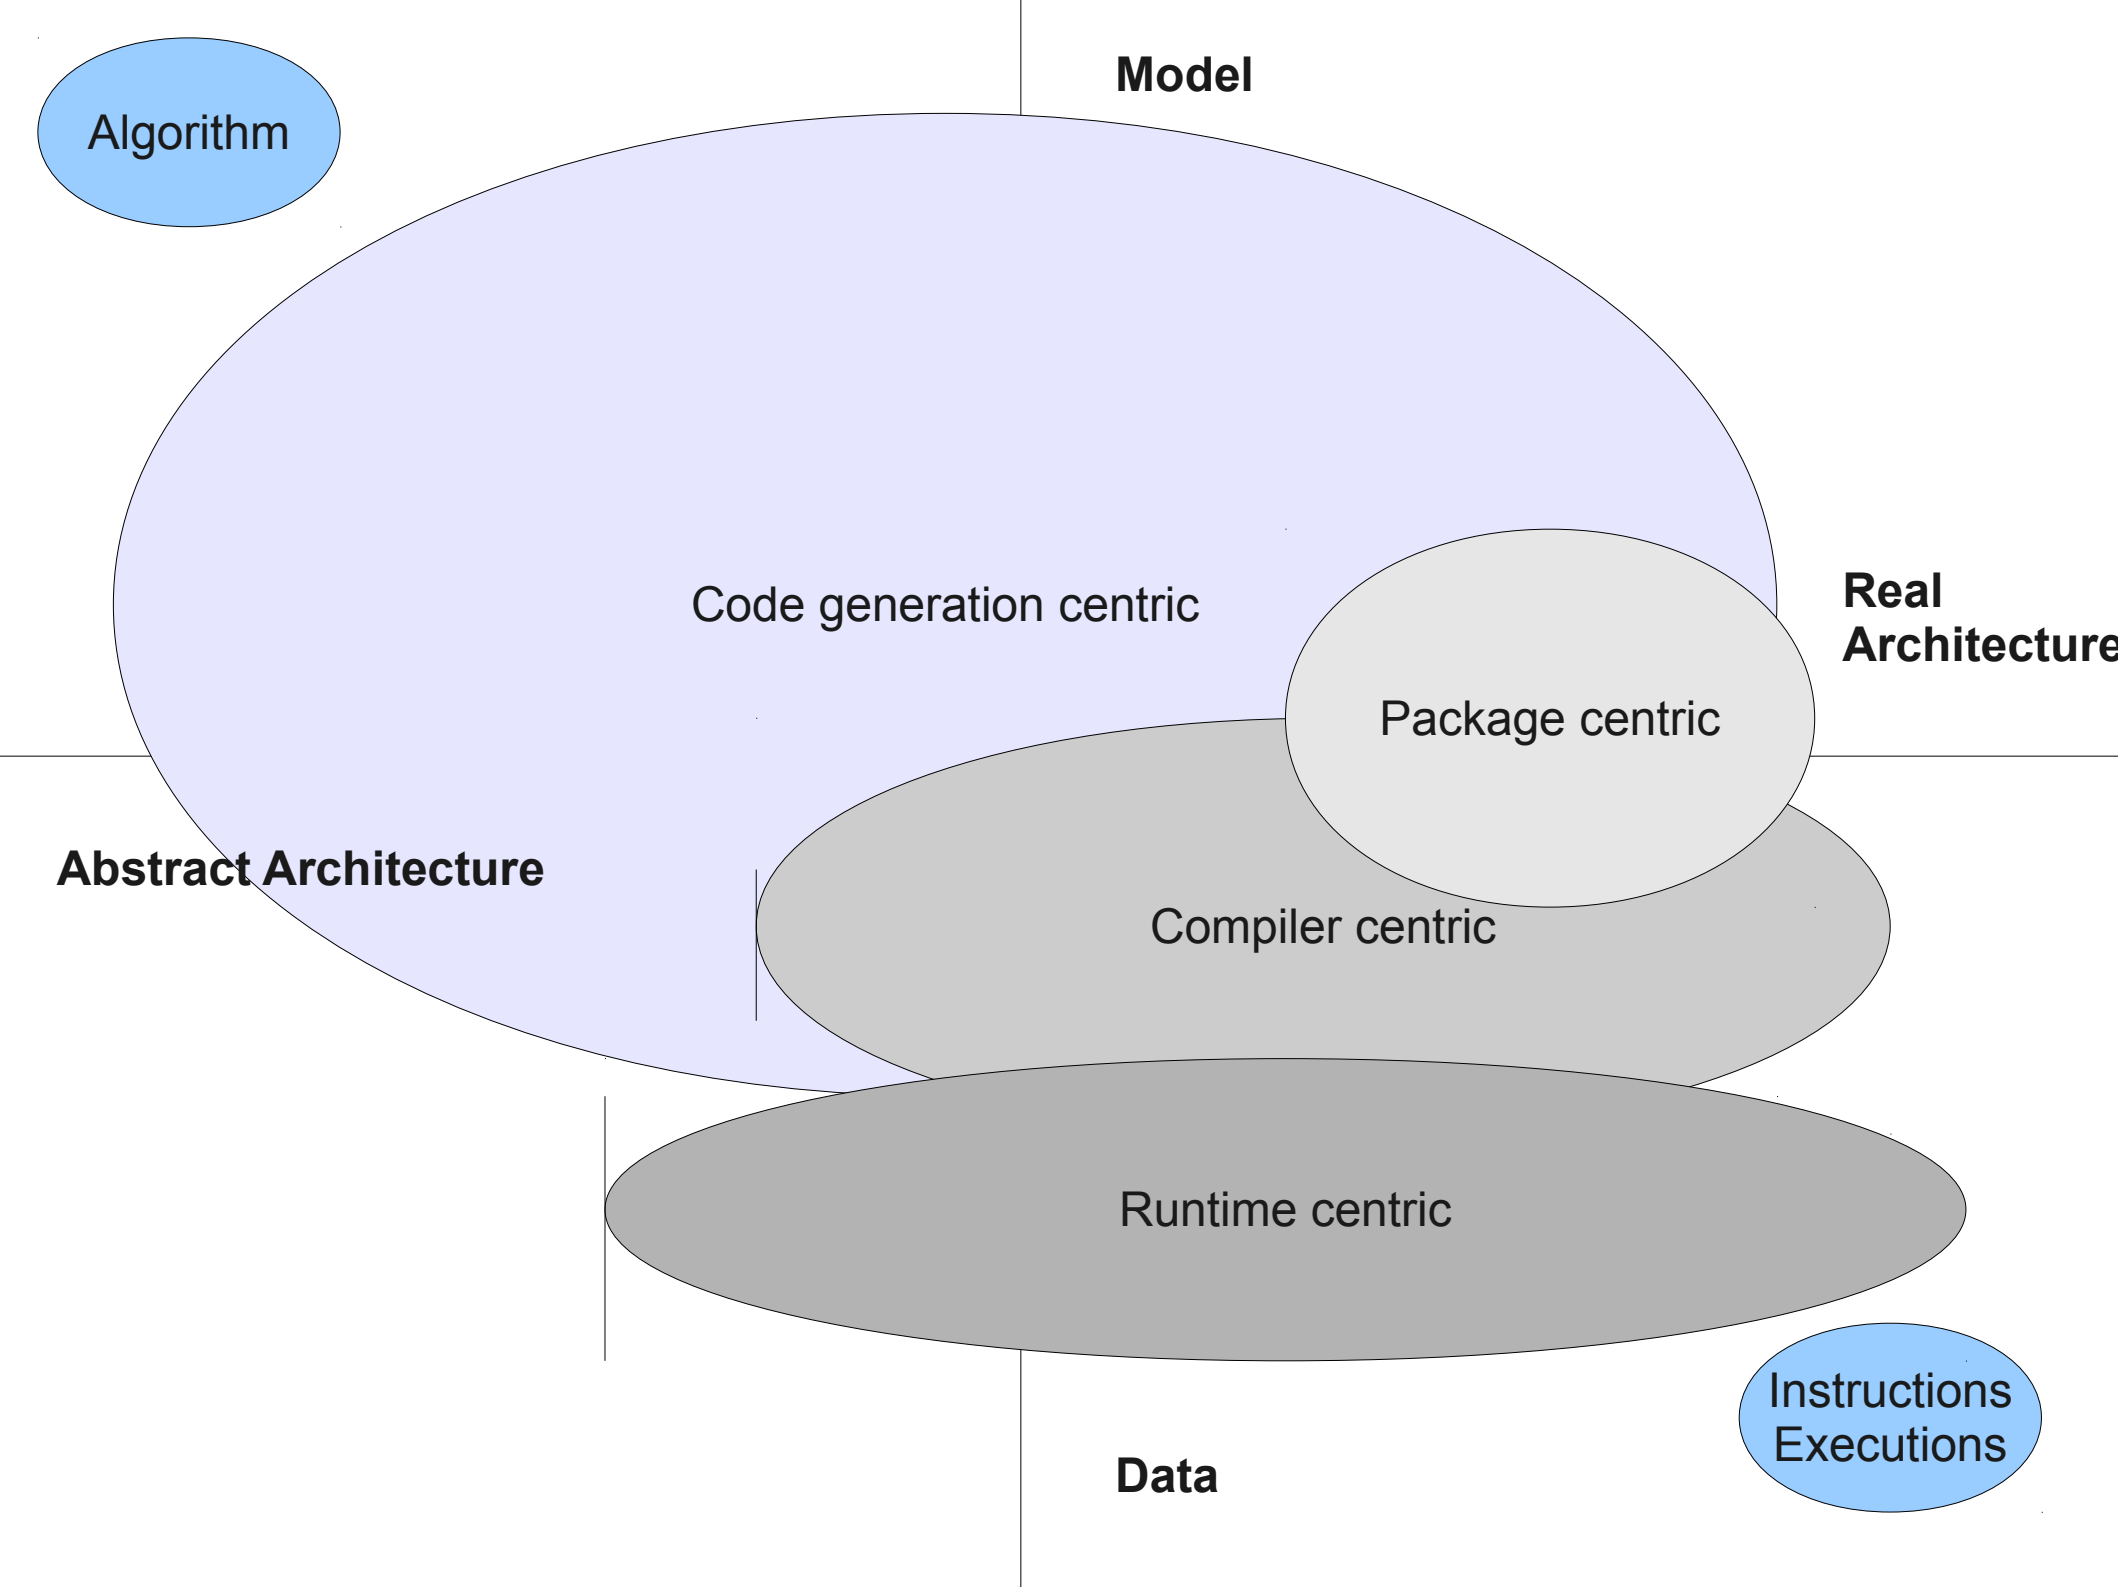 Model
Algorithm
Code generation centric
Real
Architecture
Package centric
Abstract Architecture
Compiler centric
Runtime centric
Instructions
Executions
Data